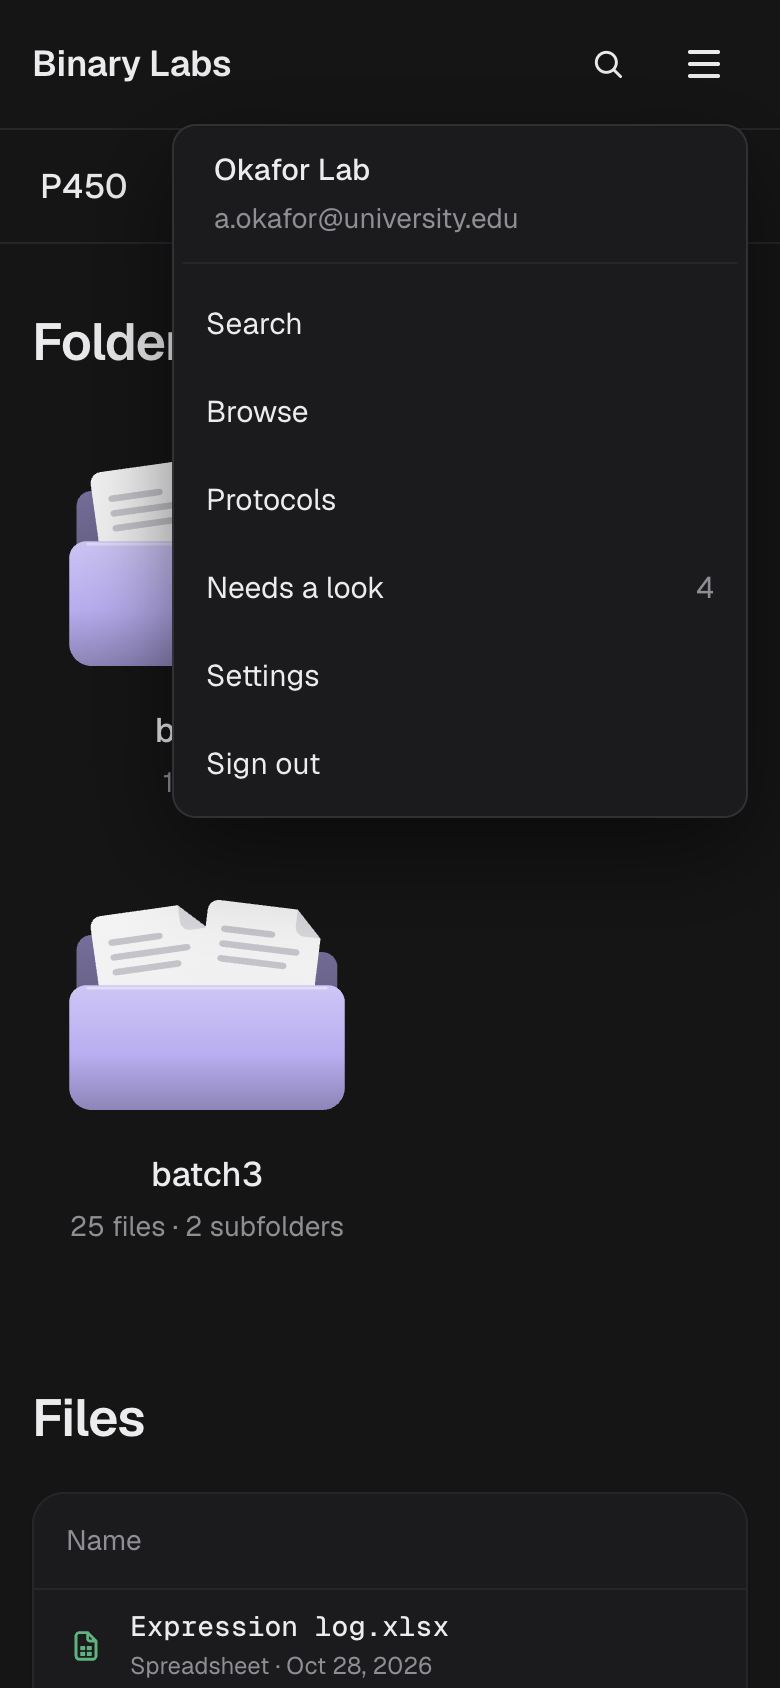 Binary Labs
P450
Okafor Lab
a.okafor@university.edu
Search
Browse
Protocols
Needs a look 4
Settings
Sign out
batch3
25 files · 2 subfolders
Files
Name
Expression log.xlsx
Spreadsheet · Oct 28, 2026